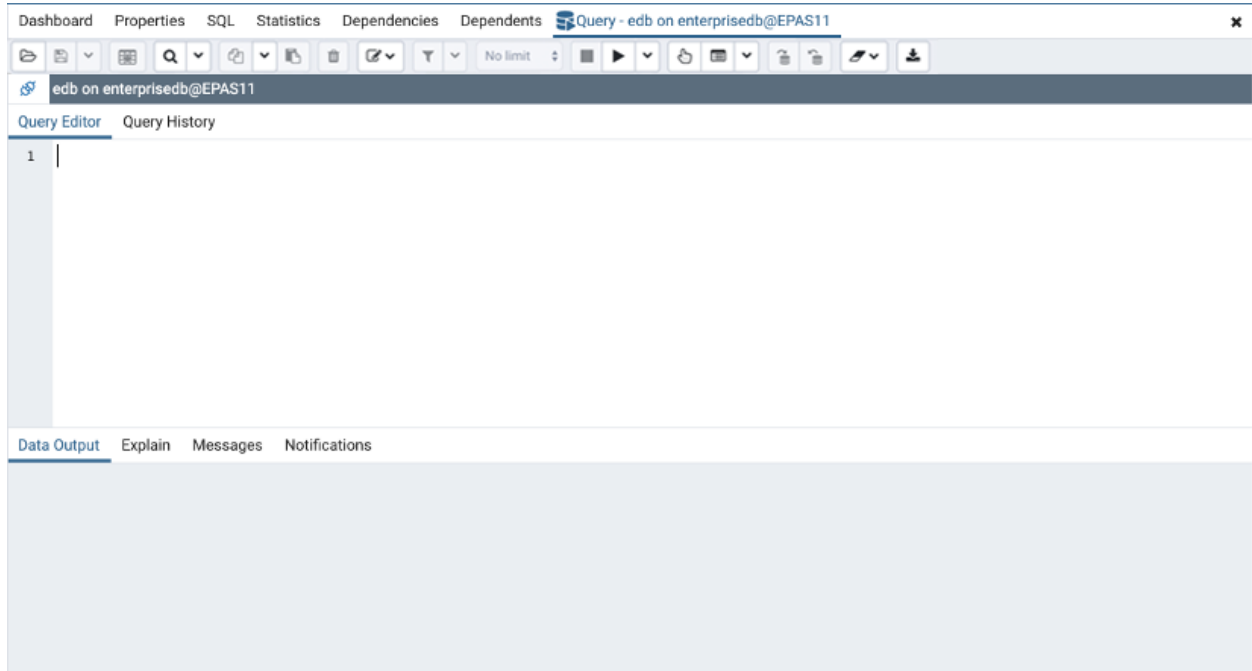 Dashboard Properties SQL Statistics Dependencies Dependents Query - edb on enterprisedb@EPAS11
No limit
edb on enterprisedb@EPAS11
Query Editor Query History
1
Data Output Explain Messages Notifications